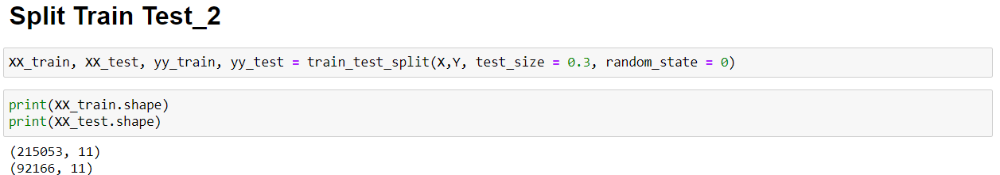 Split Train Test_2
XX_train, XX_test, yy_train, yy_test = train_test_split(X,Y, test_size = 0.3, random_state = 0)
print(XX_train.shape)
print(XX_test.shape)
(215053, 11)
(92166, 11)